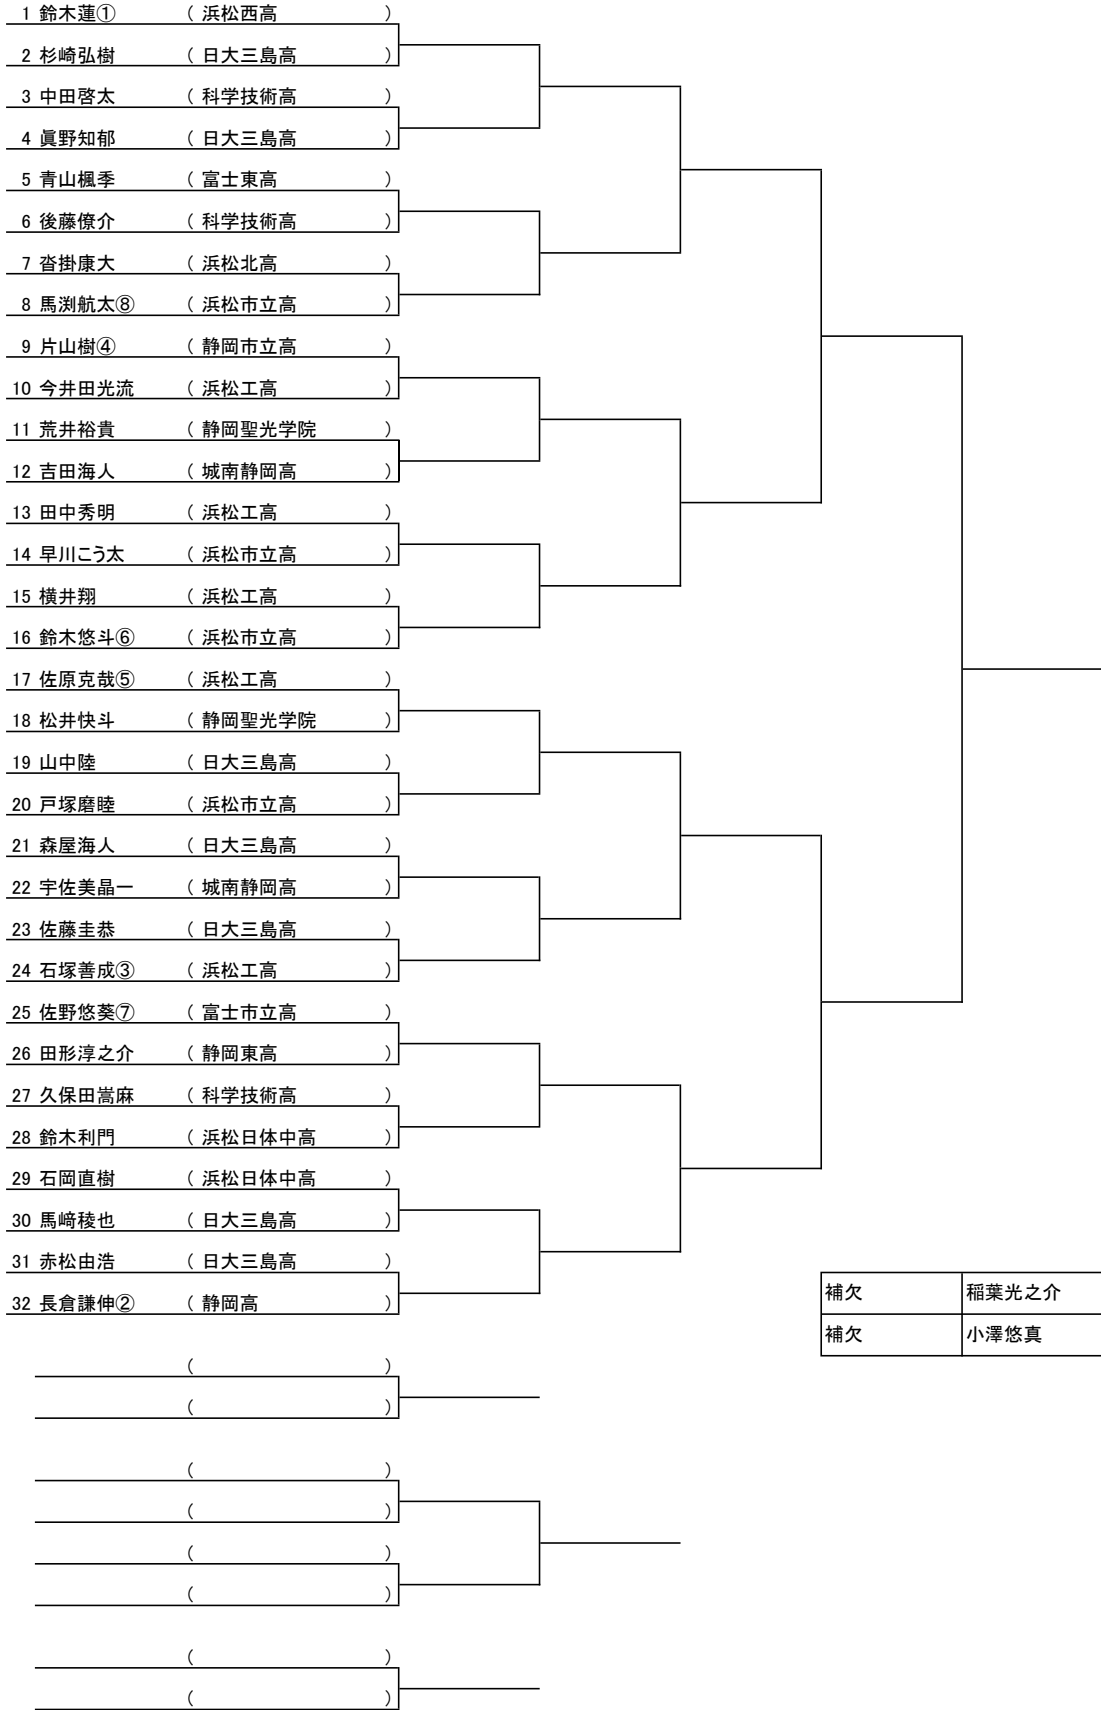 1 鈴木蓮① ( 浜松西高 )
2 杉崎弘樹 ( 日大三島高 )
3 中田啓太 ( 科学技術高 )
4 眞野知郁 ( 日大三島高 )
5 青山楓季 ( 富士東高 )
6 後藤僚介 ( 科学技術高 )
7 沓掛康大 ( 浜松北高 )
8 馬渕航太⑧ ( 浜松市立高 )
9 片山樹④ ( 静岡市立高 )
10 今井田光流 ( 浜松工高 )
11 荒井裕貴 ( 静岡聖光学院 )
12 吉田海人 ( 城南静岡高 )
13 田中秀明 ( 浜松工高 )
14 早川こう太 ( 浜松市立高 )
15 横井翔 ( 浜松工高 )
16 鈴木悠斗⑥ ( 浜松市立高 )
17 佐原克哉⑤ ( 浜松工高 )
18 松井快斗 ( 静岡聖光学院 )
19 山中陸 ( 日大三島高 )
20 戸塚磨睦 ( 浜松市立高 )
21 森屋海人 ( 日大三島高 )
22 宇佐美晶一 ( 城南静岡高 )
23 佐藤圭恭 ( 日大三島高 )
24 石塚善成③ ( 浜松工高 )
25 佐野悠葵⑦ ( 富士市立高 )
26 田形淳之介 ( 静岡東高 )
27 久保田嵩麻 ( 科学技術高 )
28 鈴木利門 ( 浜松日体中高 )
29 石岡直樹 ( 浜松日体中高 )
30 馬﨑稜也 ( 日大三島高 )
31 赤松由浩 ( 日大三島高 )
32 長倉謙伸② ( 静岡高 )
補欠 稲葉光之介
補欠 小澤悠真
( )
( )
( )
( )
( )
( )
( )
( )